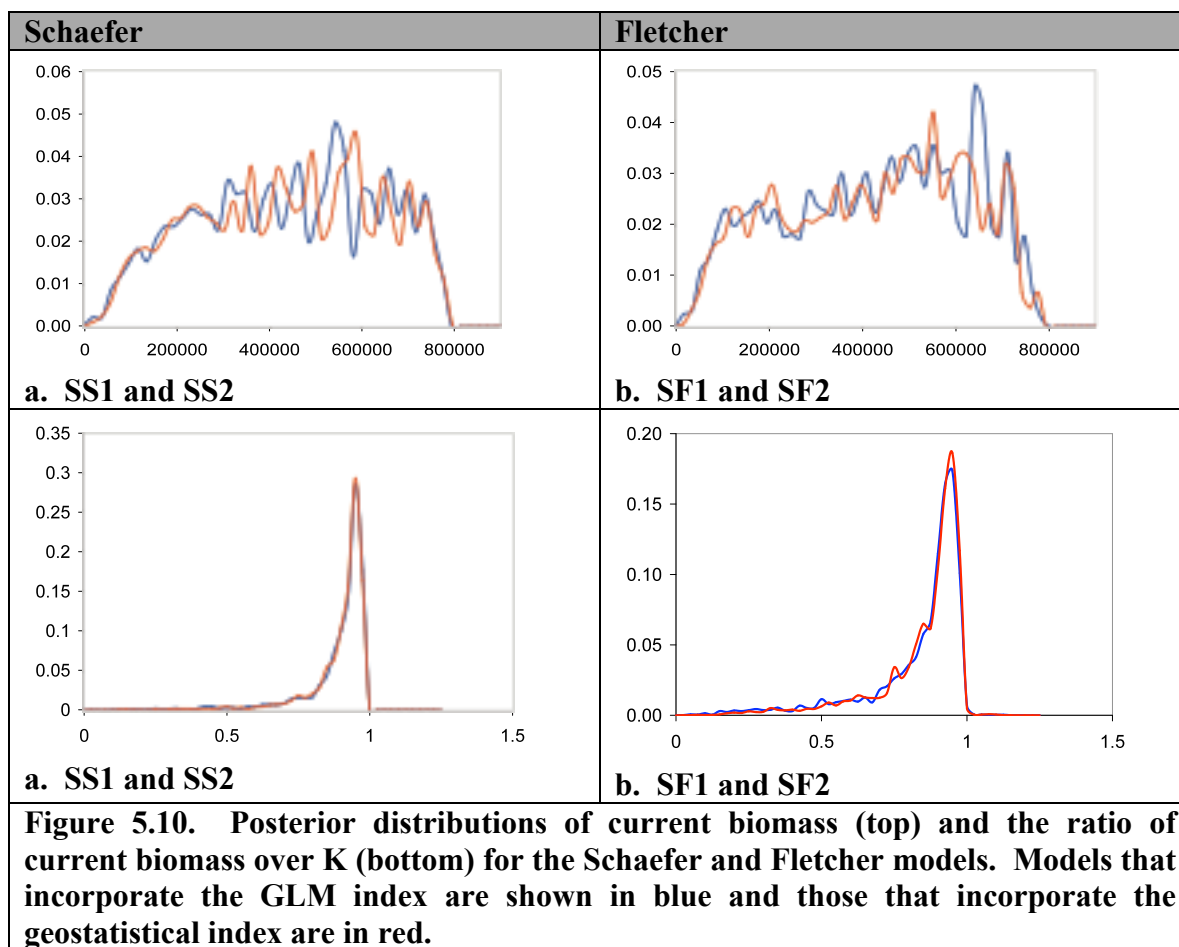 Schaefer
Fletcher
0.06
0.05
0.04
0.03
0.02
0.01
0.00
0 200000 400000 600000 800000
a. SS1 and SS2
0.05
0.04
0.03
0.02
0.01
0.00
0 200000 400000 600000 800000
b. SF1 and SF2
0.35
0.3
0.25
0.2
0.15
0.1
0.05
0
0 0.5 1 1.5
a. SS1 and SS2
0.20
0.15
0.10
0.05
0.00
0 0.5 1 1.5
b. SF1 and SF2
Figure 5.10. Posterior distributions of current biomass (top) and the ratio of
current biomass over K (bottom) for the Schaefer and Fletcher models. Models that
incorporate the GLM index are shown in blue and those that incorporate the
geostatistical index are in red.